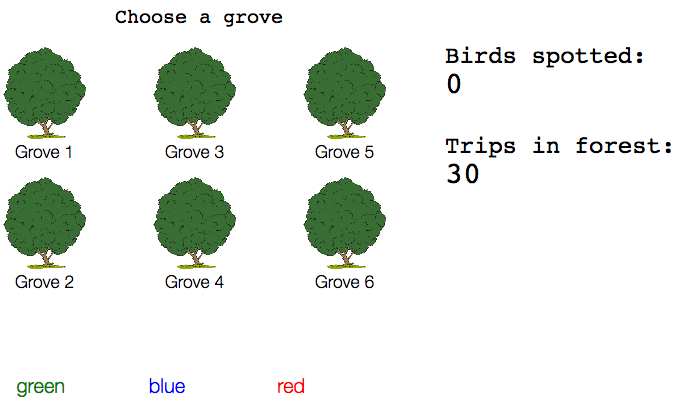 Choose a grove
Birds spotted:
0
Trips in forest:
30
Grove 1 Grove 3 Grove 5
Grove 2 Grove 4 Grove 6
green blue red